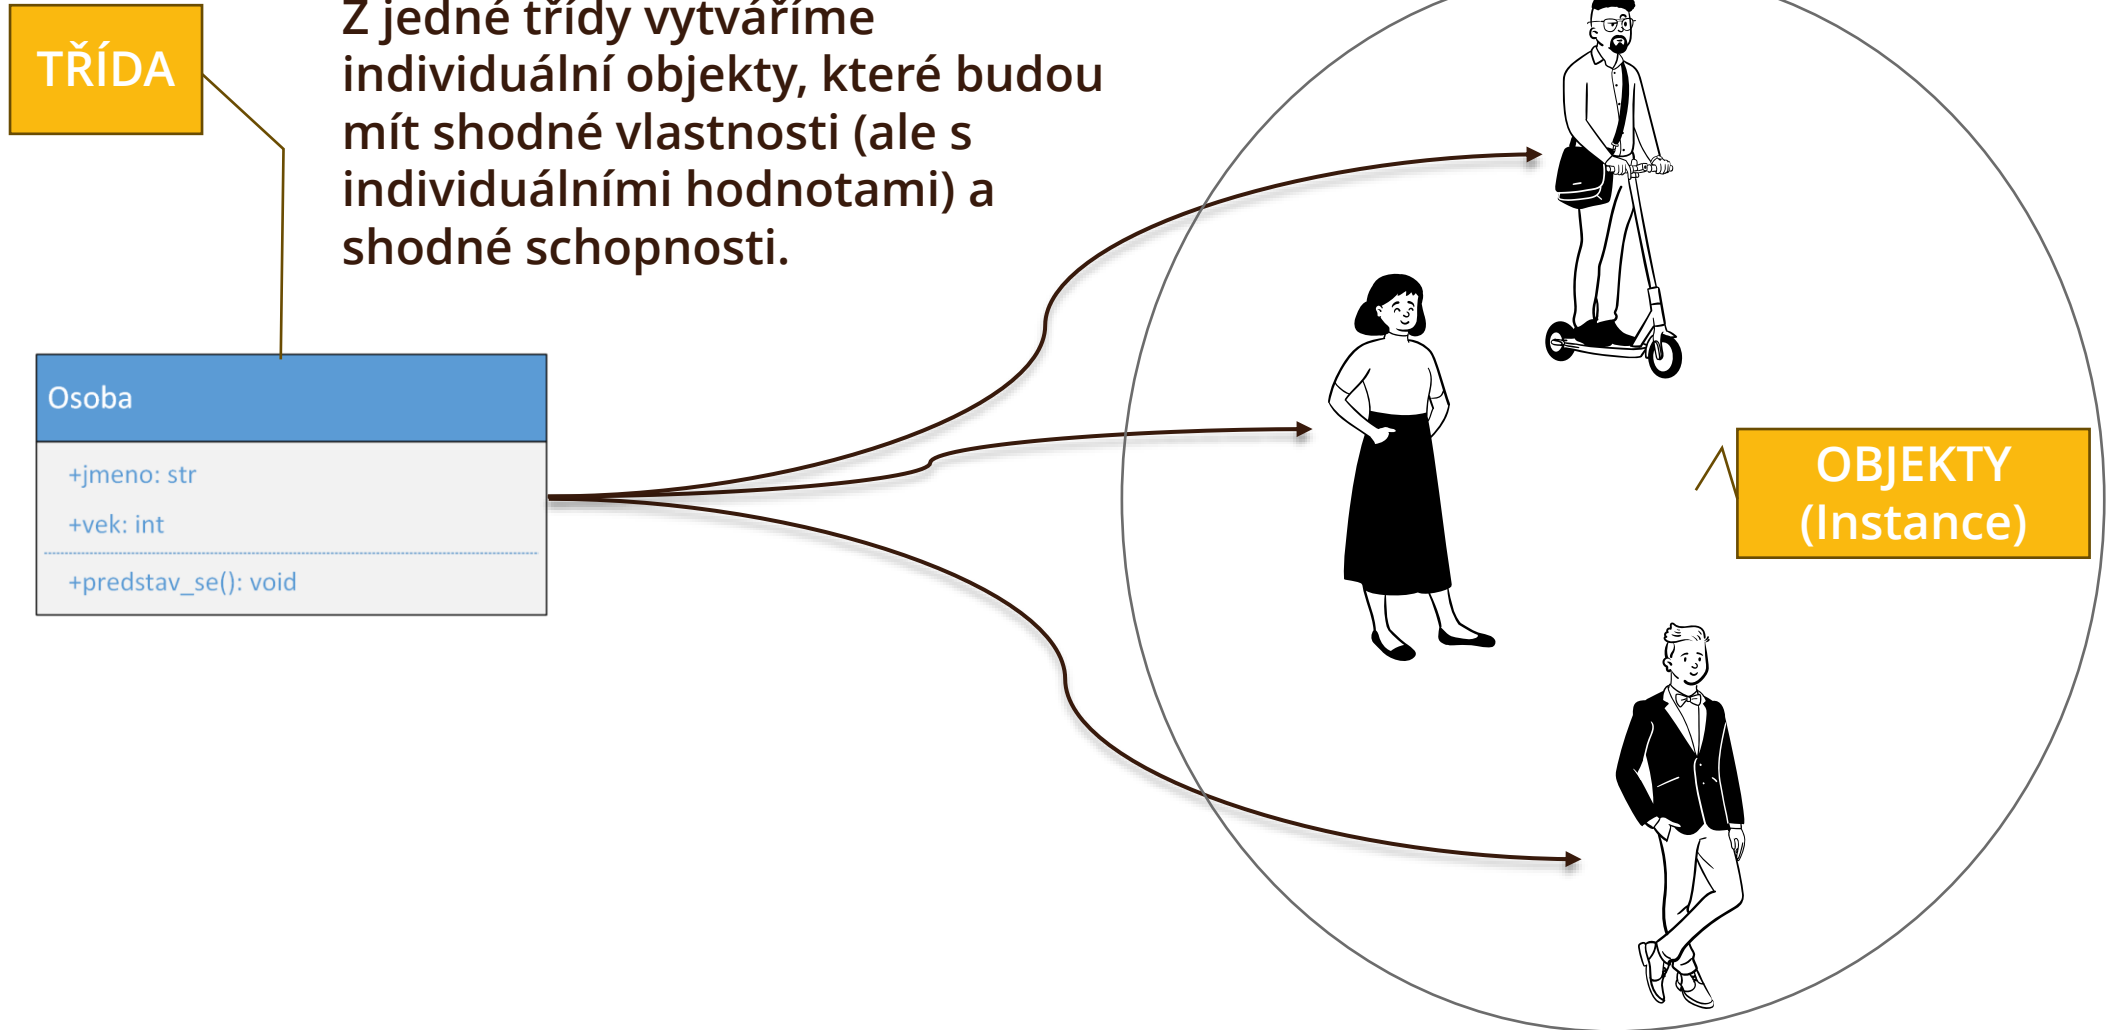 TŘÍDA
Z jedné třídy vytváříme
individuální objekty, které budou
mít shodné vlastnosti (ale s
individuálními hodnotami) a
shodné schopnosti.
Osoba
+jmeno: str
+vek: int
+predstav_se(): void
OBJEKTY
(Instance)